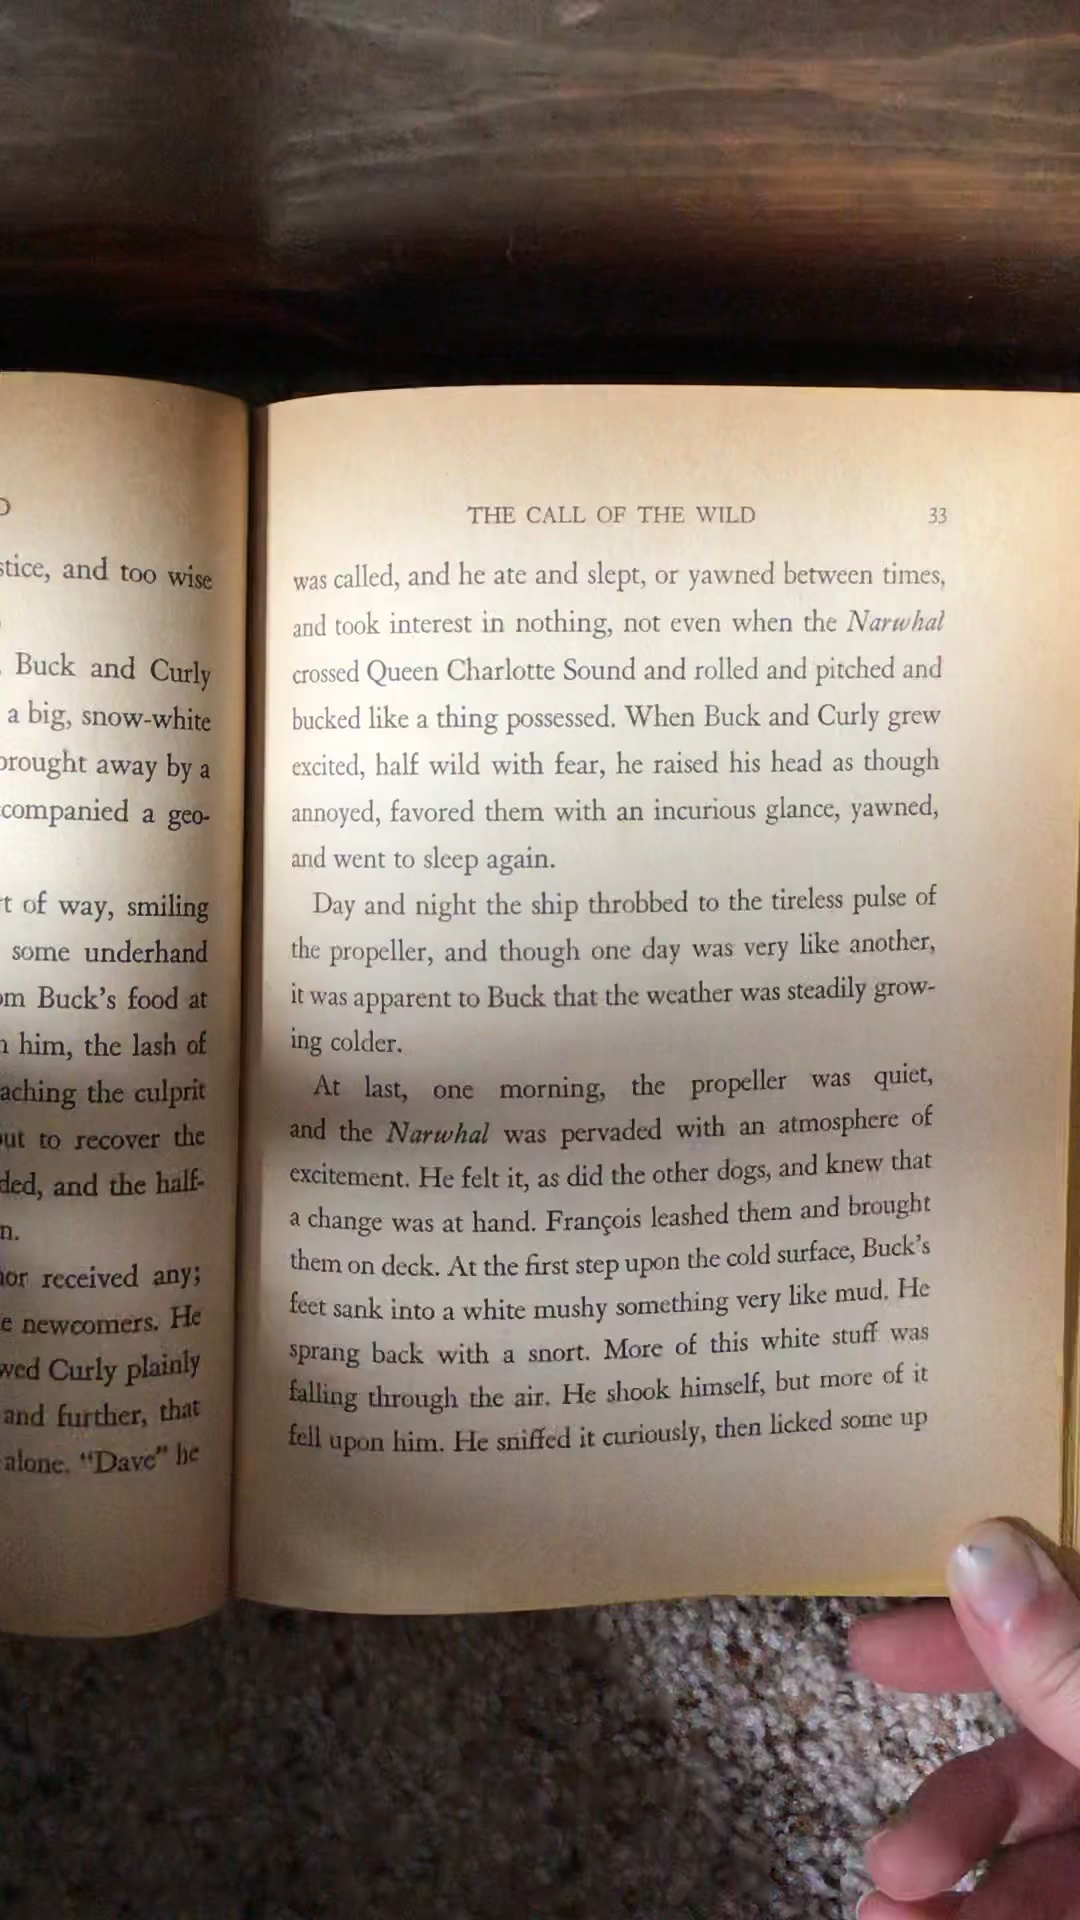 D
stice, and too wise
Buck and Curly
a big, snow-white
brought away by a
ccompanied a geo-
t of way, smiling
some underhand
om Buck's food at
him, the lash of
aching the culprit
out to recover the
ded, and the half-
n.
nor received any;
e newcomers. He
wed Curly plainly
and further, that
alone. “Dave” he
THE CALL OF THE WILD 33
was called, and he ate and slept, or yawned between times,
and took interest in nothing, not even when the Narwhal
crossed Queen Charlotte Sound and rolled and pitched and
bucked like a thing possessed. When Buck and Curly grew
excited, half wild with fear, he raised his head as though
annoyed, favored them with an incurious glance, yawned,
and went to sleep again.
Day and night the ship throbbed to the tireless pulse of
the propeller, and though one day was very like another,
it was apparent to Buck that the weather was steadily grow-
ing colder.
At last, one morning, the propeller was quiet,
and the Narwhal was pervaded with an atmosphere of
excitement. He felt it, as did the other dogs, and knew that
a change was at hand. François leashed them and brought
them on deck. At the first step upon the cold surface, Buck's
feet sank into a white mushy something very like mud. He
sprang back with a snort. More of this white stuff was
falling through the air. He shook himself, but more of it
fell upon him. He sniffed it curiously, then licked some up